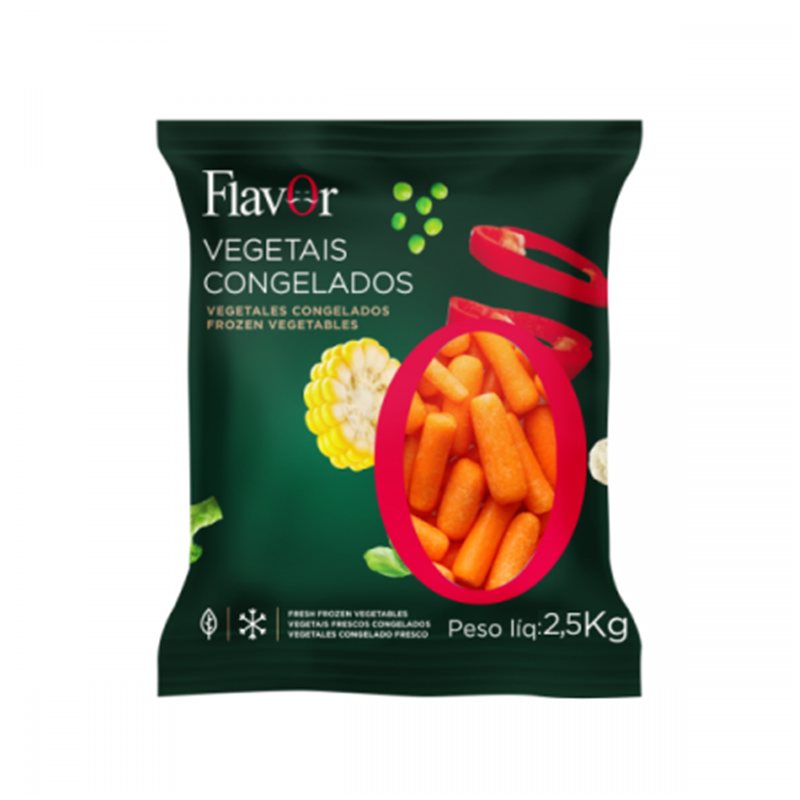 FlavOr
VEGETAIS
CONGELADOS
VEGETALES CONGELADOS
FROZEN VEGETABLES
FRESH FROZEN VEGETABLES
VEGETAIS FRESCOS CONGELADOS
VEGETALES CONGELADO FRESCO
Peso líq:2,5Kg